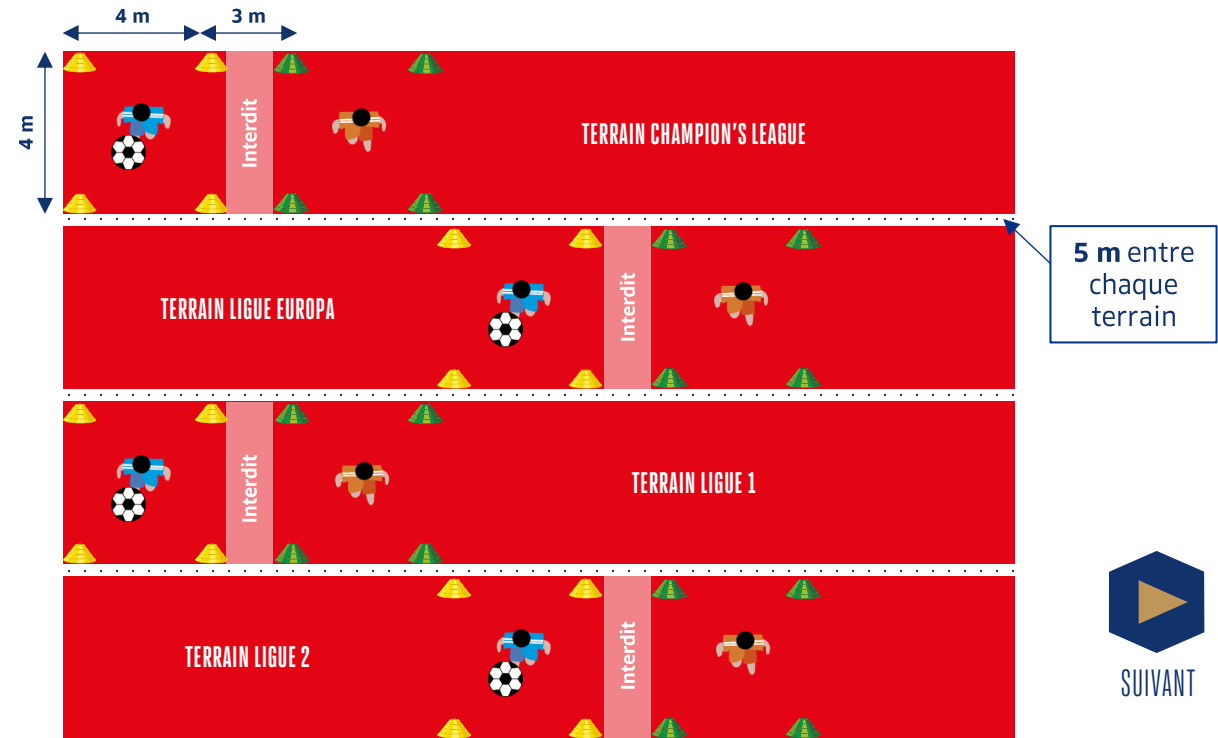 4 m
3 m
4 m
Interdit
TERRAIN CHAMPION'S LEAGUE
5 m entre
chaque
terrain
TERRAIN LIGUE EUROPA
Interdit
Interdit
TERRAIN LIGUE 1
TERRAIN LIGUE 2
Interdit
SUIVANT